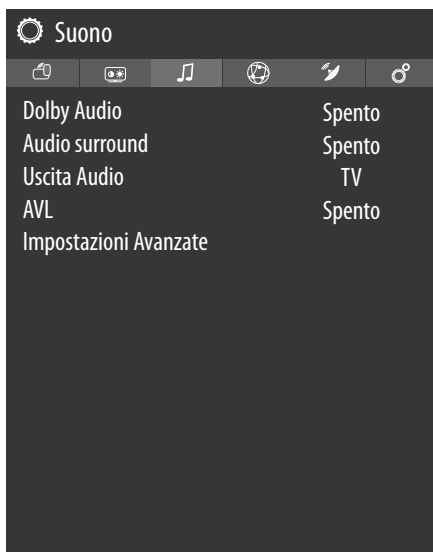 Suono
Dolby Audio Spento
Audio surround Spento
Uscita Audio TV
AVL Spento
Impostazioni Avanzate